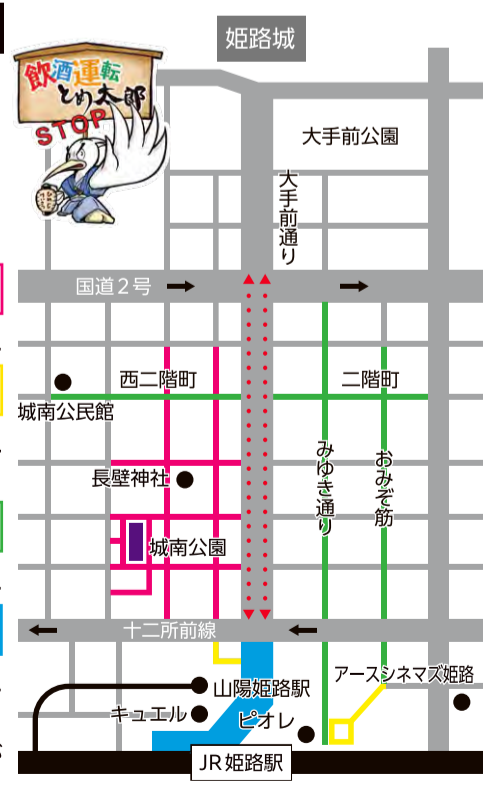 姫路城
飲酒運転
とめ太郎
STOP
大手前公園
大手前通り
国道2号
西二階町
二階町
城南公民館
みゆき通り
おみぞ筋
長壁神社
城南公園
十二所前線
アースシネマズ姫路
山陽姫路駅
キュエル
ピオレ
JR姫路駅